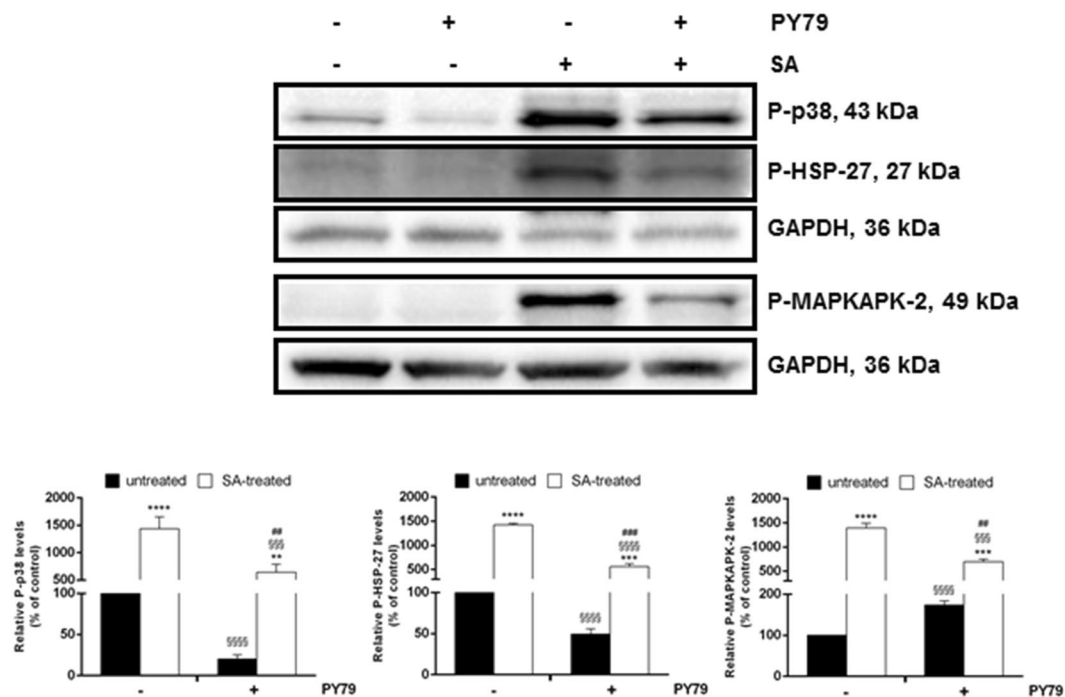 - + - + PY79
- - + + SA
P-p38, 43 kDa
P-HSP-27, 27 kDa
GAPDH, 36 kDa
P-MAPKAPK-2, 49 kDa
GAPDH, 36 kDa
untreated SA-treated
Relative P-p38 levels
(% of control)
2000
1500
1000
500
100
50
0
****
##
§§§
**
§§§§
- + PY79
untreated SA-treated
Relative P-HSP-27 levels
(% of control)
2000
1500
1000
500
100
50
0
****
###
§§§§
***
§§§§
- + PY79
untreated SA-treated
Relative P-MAPKAPK-2 levels
(% of control)
2000
1500
1000
500
200
100
0
****
##
§§§
***
§§§§
- + PY79